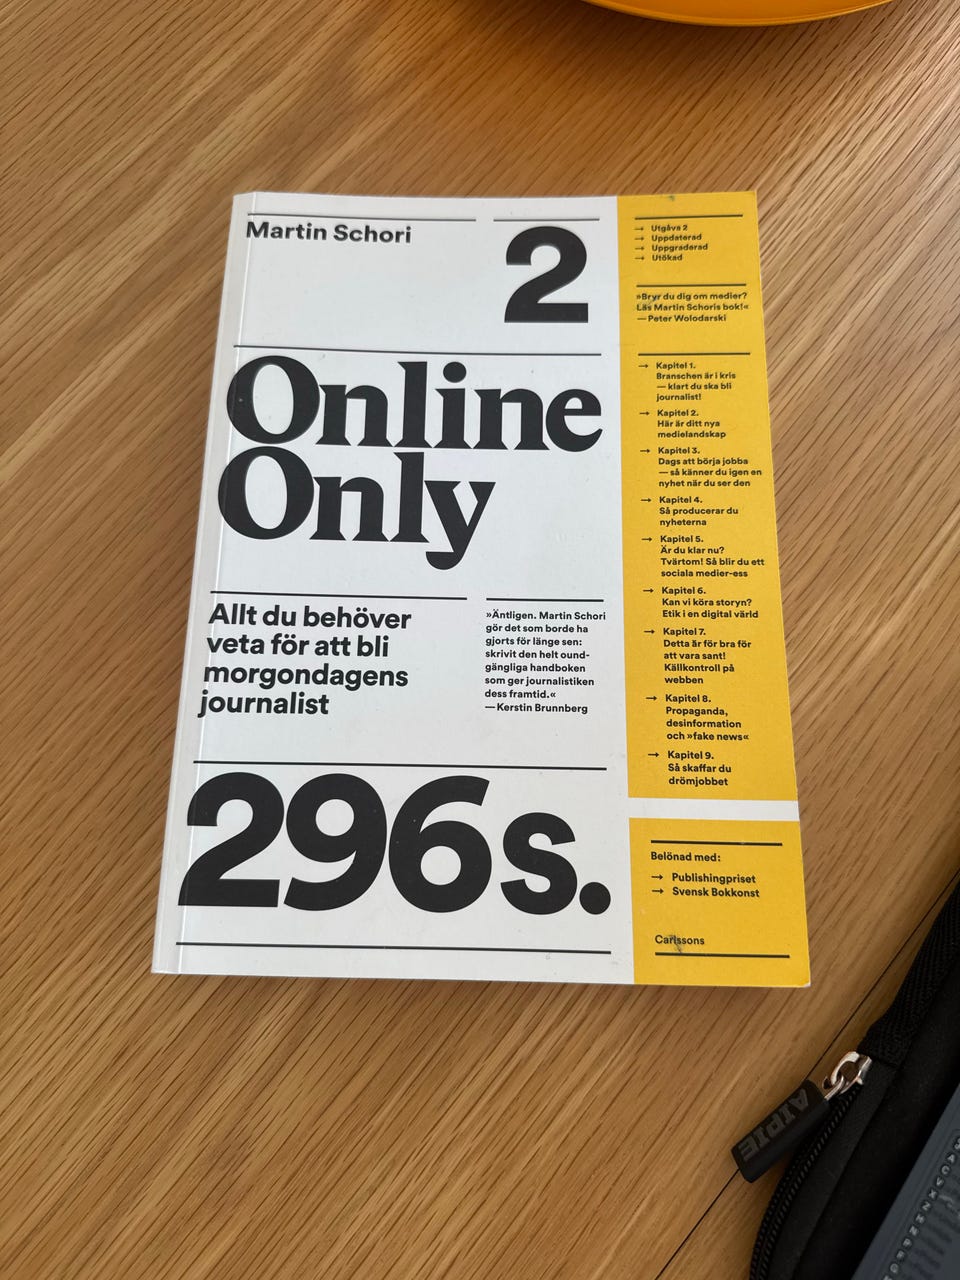 Martin Schori
2
Online
Only
Allt du behöver
veta för att bli
morgondagens
journalist
»Äntligen. Martin Schori
gör det som borde ha
gjorts för länge sen:
skrivit den helt ound-
gängliga handboken
som ger journalistiken
dess framtid.«
— Kerstin Brunnberg
296s.
→ Utgåva 2
→ Uppdaterad
→ Uppgraderad
→ Utökad
»Bryr du dig om medier?
Läs Martin Schoris bok!«
— Peter Wolodarski
→ Kapitel 1.
Branschen är i kris
— klart du ska bli
journalist!
→ Kapitel 2.
Här är ditt nya
medielandskap
→ Kapitel 3.
Dags att börja jobba
— så känner du igen en
nyhet när du ser den
→ Kapitel 4.
Så producerar du
nyheterna
→ Kapitel 5.
Är du klar nu?
Tvärtom! Så blir du ett
sociala medier-ess
→ Kapitel 6.
Kan vi köra storyn?
Etik i en digital värld
→ Kapitel 7.
Detta är för bra för
att vara sant!
Källkontroll på
webben
→ Kapitel 8.
Propaganda,
desinformation
och »fake news«
→ Kapitel 9.
Så skaffar du
drömjobbet
Belönad med:
→ Publishingpriset
→ Svensk Bokkonst
Carlssons
AIPIE